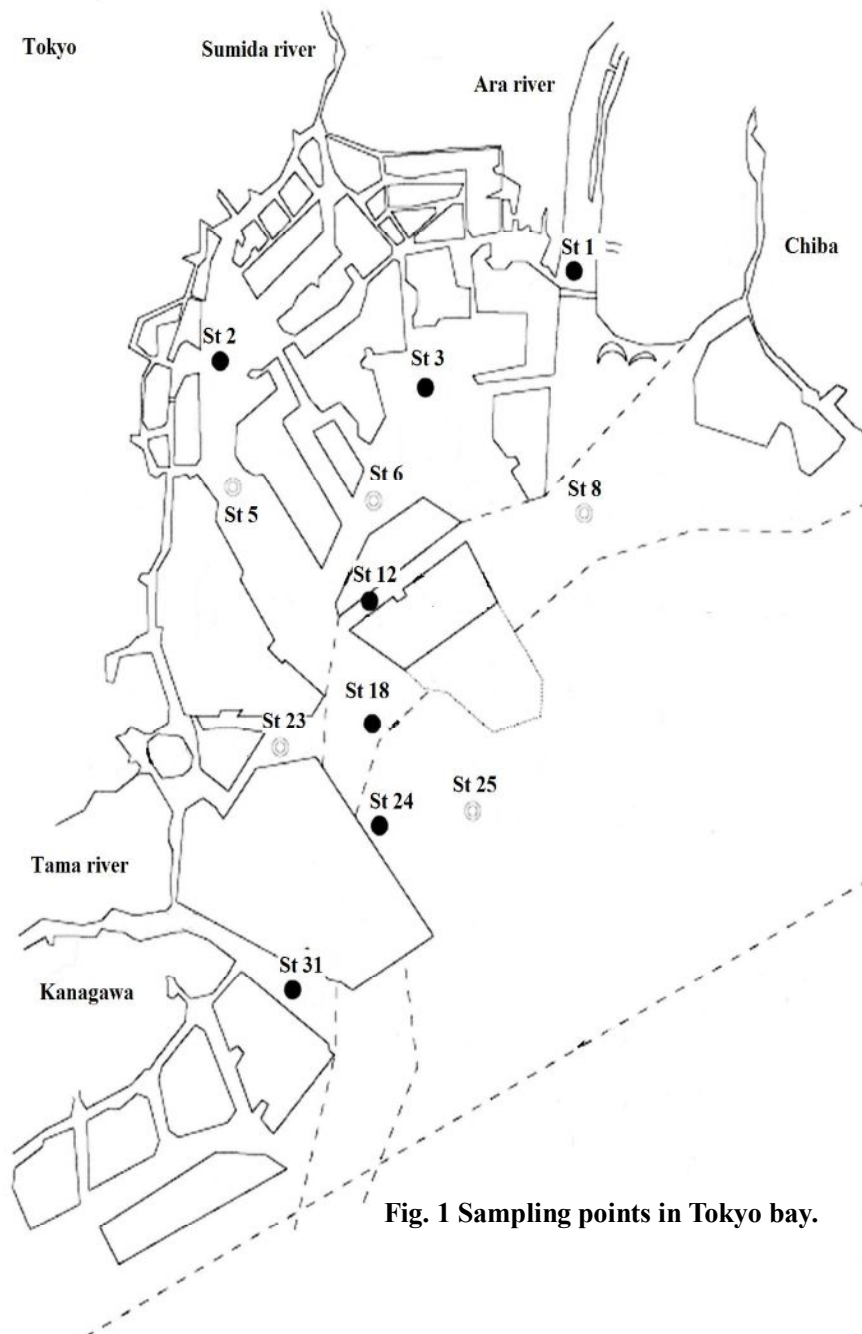 Tokyo
Sumida river
Ara river
St 1
Chiba
St 2
St 3
St 6
St 8
St 5
St 12
St 18
St 23
St 25
St 24
Tama river
St 31
Kanagawa
Fig. 1 Sampling points in Tokyo bay.